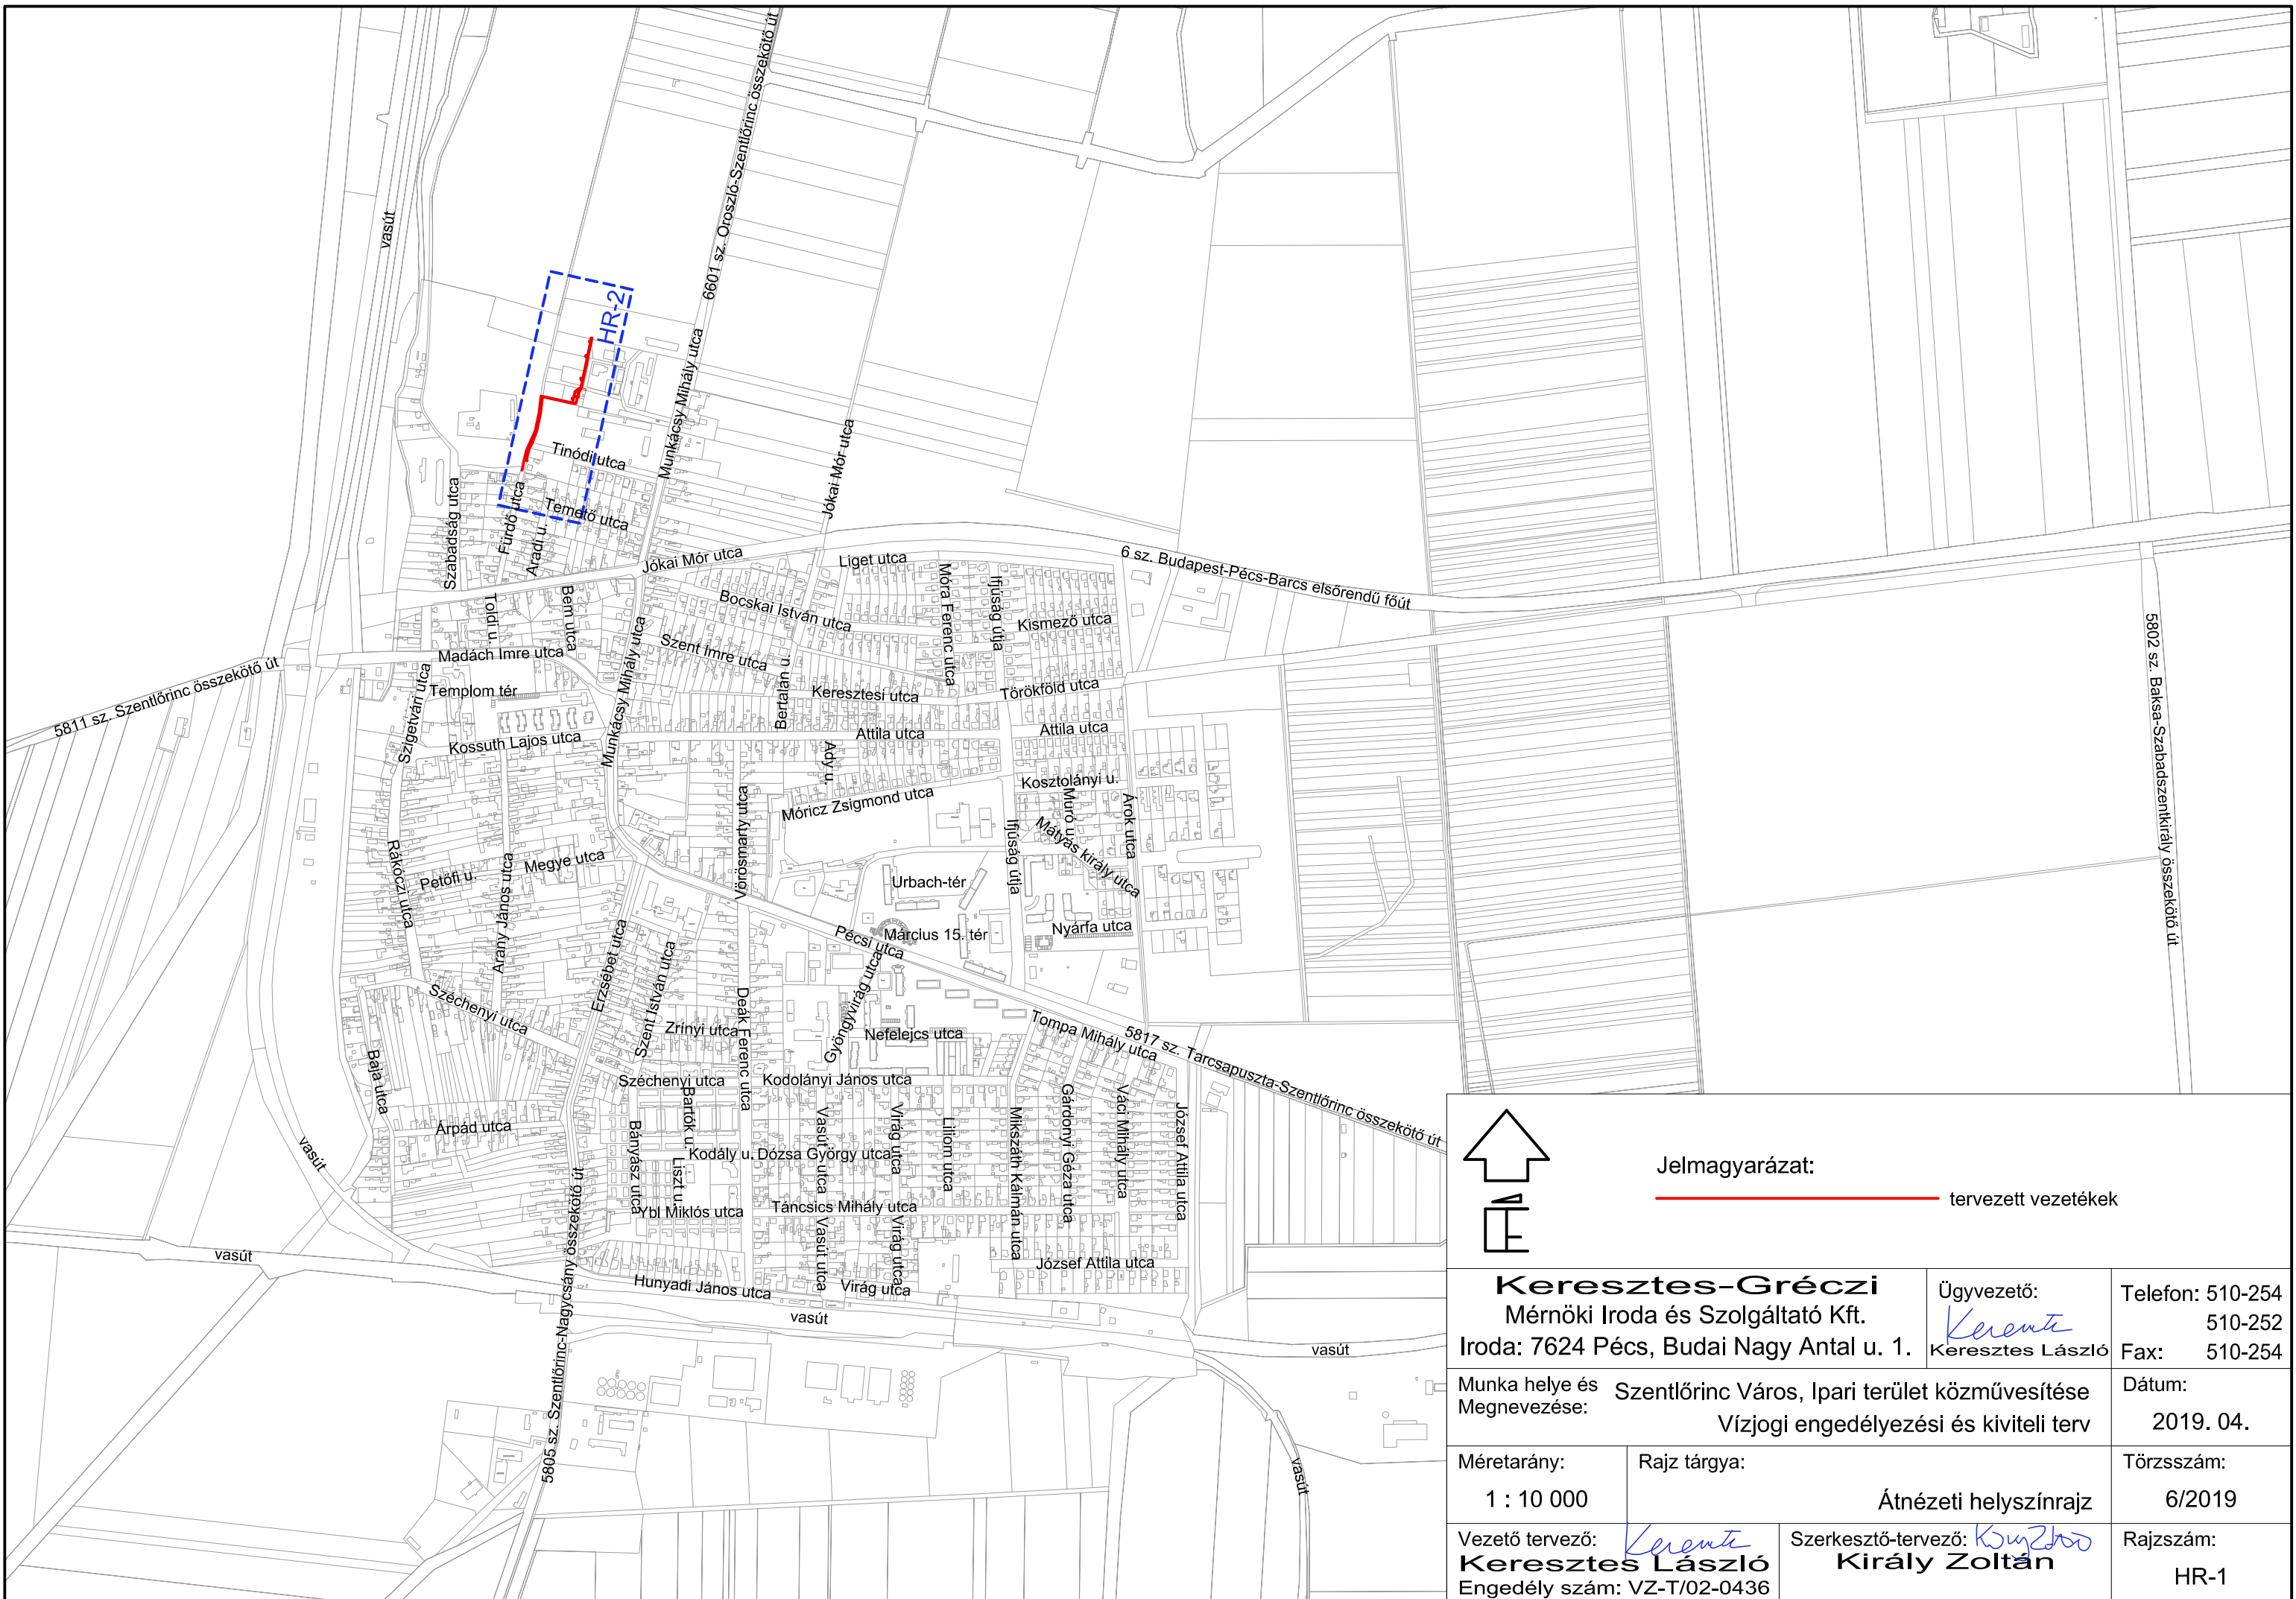 6601 sz. Oroszló-Szentlőrinc összekötő út
vasút
HR-2
Munkácsy Mihály utca
Jókai Mór utca
Tinódi utca
Temető utca
Szabadság utca
Fürdő utca
Aradi u.
Jókai Mór utca
Liget utca
6 sz. Budapest-Pécs-Barcs elsőrendű főút
Toldi u.
Bem utca
Bocskai István utca
Móra Ferenc utca
Ifjúság útja
Kismező utca
Munkácsy Mihály utca
Szent Imre utca
Madách Imre utca
5811 sz. Szentlőrinc összekötő út
Templom tér
Szigetvári utca
Bertalan u.
Keresztesi utca
Törökföld utca
5802 sz. Baksa-Szabadszentkirály összekötő út
Kossuth Lajos utca
Attila utca
Attila utca
Ady u.
Kosztolányi u.
Móricz Zsigmond utca
Muró u.
Árok utca
Vörösmarty utca
Ifjúság útja
Mátyás király utca
Rákóczi utca
Petőfi u.
Megye utca
Arany János utca
Urbach-tér
Március 15. tér
Nyárfa utca
Pécsi utca
Erzsébet utca
Szent István utca
Gyöngyvirág utca
Széchenyi utca
Zrínyi utca
Deák Ferenc utca
Nefelejcs utca
Tompa Mihály utca
5817 sz. Tarcsapuszta-Szentlőrinc összekötő út
Baja utca
Széchenyi utca
Kodolányi János utca
Bartók u.
Árpád utca
Bányász utca
Vasút utca
Virág utca
Liliom utca
Mikszáth Kálmán utca
Gárdonyi Géza utca
Váci Mihály utca
József Attila utca
vasút
Kodály u.
Dózsa György utca
Liszt u.
Ybl Miklós utca
Táncsics Mihály utca
Vasút utca
Virág utca
József Attila utca
vasút
Hunyadi János utca
Virág utca
vasút
vasút
5805 sz. Szentlőrinc-Nagycsány összekötő út
vasút
É
Jelmagyarázat:
tervezett vezetékek
Keresztes-Gréczi
Mérnöki Iroda és Szolgáltató Kft.
Iroda: 7624 Pécs, Budai Nagy Antal u. 1.
Ügyvezető:
Keresztes László
Telefon: 510-254
510-252
Fax: 510-254
Munka helye és
Megnevezése:
Szentlőrinc Város, Ipari terület közművesítése
Vízjogi engedélyezési és kiviteli terv
Dátum:
2019. 04.
Méretarány:
1 : 10 000
Rajz tárgya:
Átnézeti helyszínrajz
Törzsszám:
6/2019
Vezető tervező:
Keresztes László
Engedély szám: VZ-T/02-0436
Szerkesztő-tervező:
Király Zoltán
Rajzszám:
HR-1